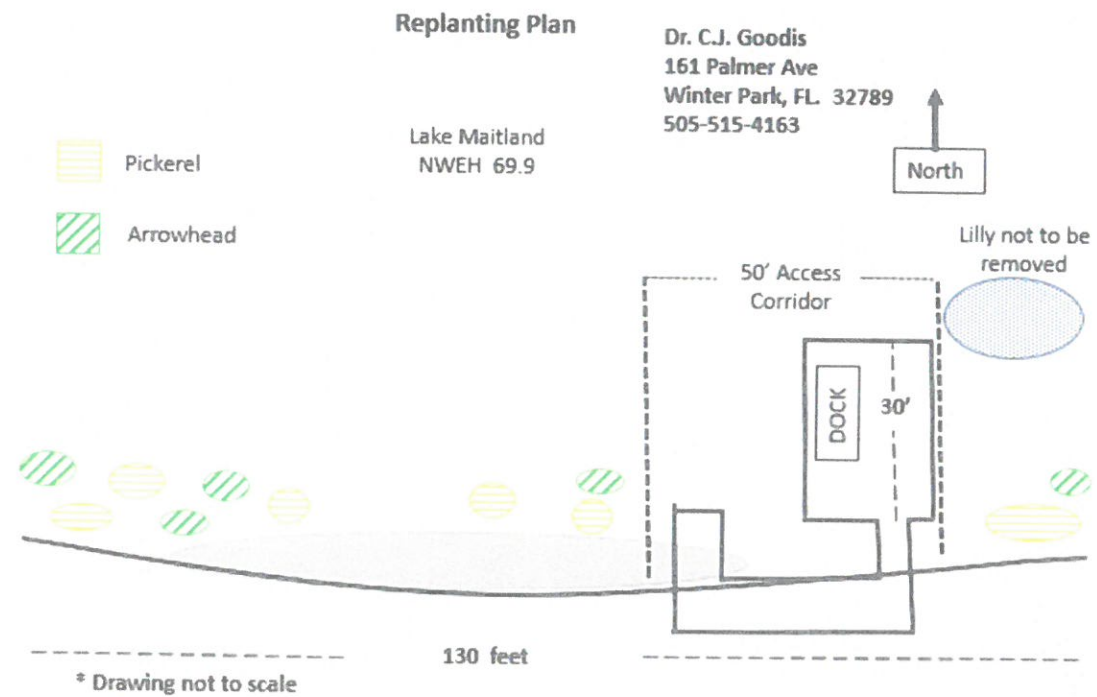 Replanting Plan
Dr. C.J. Goodis
161 Palmer Ave
Winter Park, FL. 32789
505-515-4163
Pickerel
Lake Maitland
NWEH 69.9
North
Arrowhead
Lilly not to be
removed
50' Access
Corridor
DOCK
30'
130 feet
* Drawing not to scale